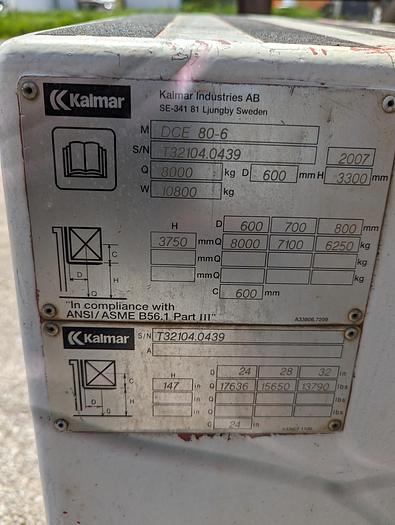 Kalmar
Kalmar Industries AB
SE-341 81 Ljungby Sweden
M DCE 80-6
S/N T32104.0439 2007
Q 8000 kg D 600 mm H 3300 mm
W 10800 kg
H D 600 700 800 mm
3750 mm Q 8000 7100 6250 kg
mm Q kg
mm Q kg
C 600 mm
C
D H
Q
"In compliance with
ANSI/ASME B56.1 Part III"
A33806.7209
Kalmar S/N T32104.0439
A
H D 24 28 32 in
147 in Q 17636 15650 13790 lbs
in Q lbs
in Q lbs
C 24 in
C
D H
Q